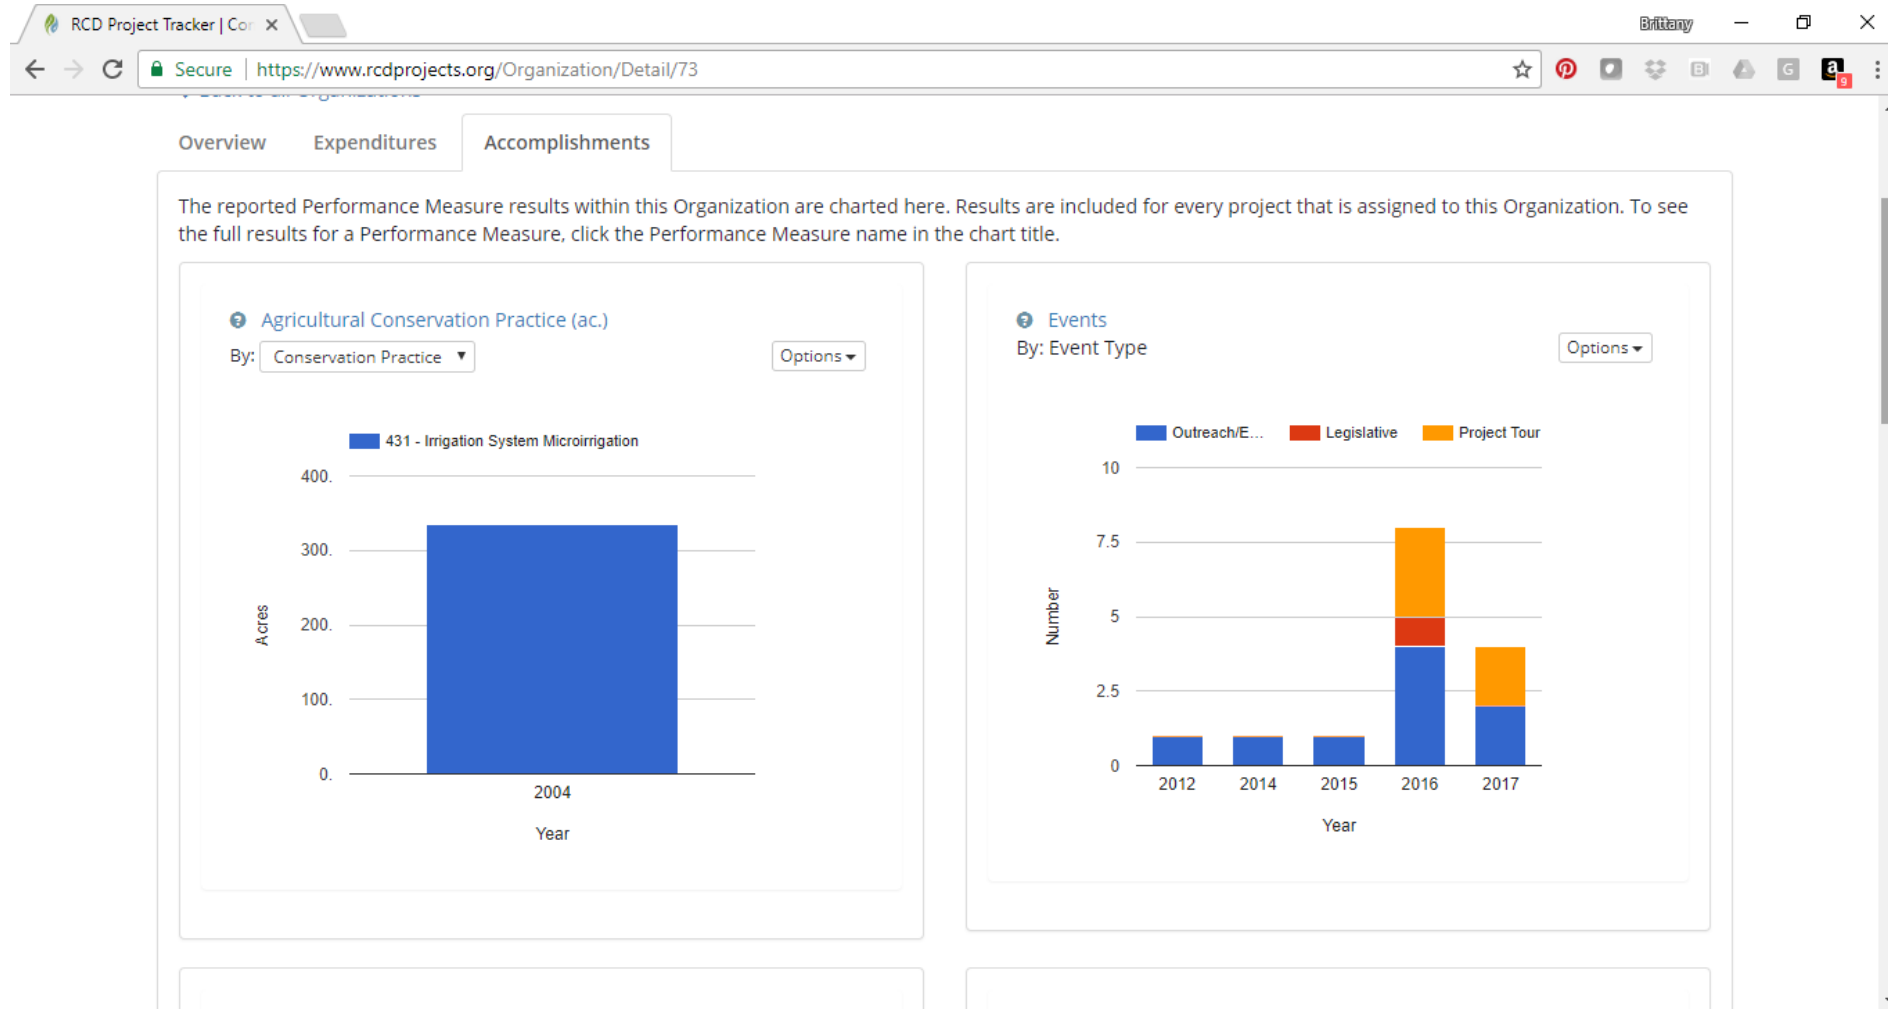 RCD Project Tracker | Cor
Brittany
Secure
https://www.rcdprojects.org/Organization/Detail/73
9
Overview
Expenditures
Accomplishments
The reported Performance Measure results within this Organization are charted here. Results are included for every project that is assigned to this Organization. To see
the full results for a Performance Measure, click the Performance Measure name in the chart title.
Agricultural Conservation Practice (ac.)
By: Conservation Practice
Options
431 - Irrigation System Microirrigation
400.
300.
200.
100.
0.
Acres
2004
Year
Events
By: Event Type
Options
Outreach/E...
Legislative
Project Tour
10
7.5
5
2.5
0
Number
2012 2014 2015 2016 2017
Year